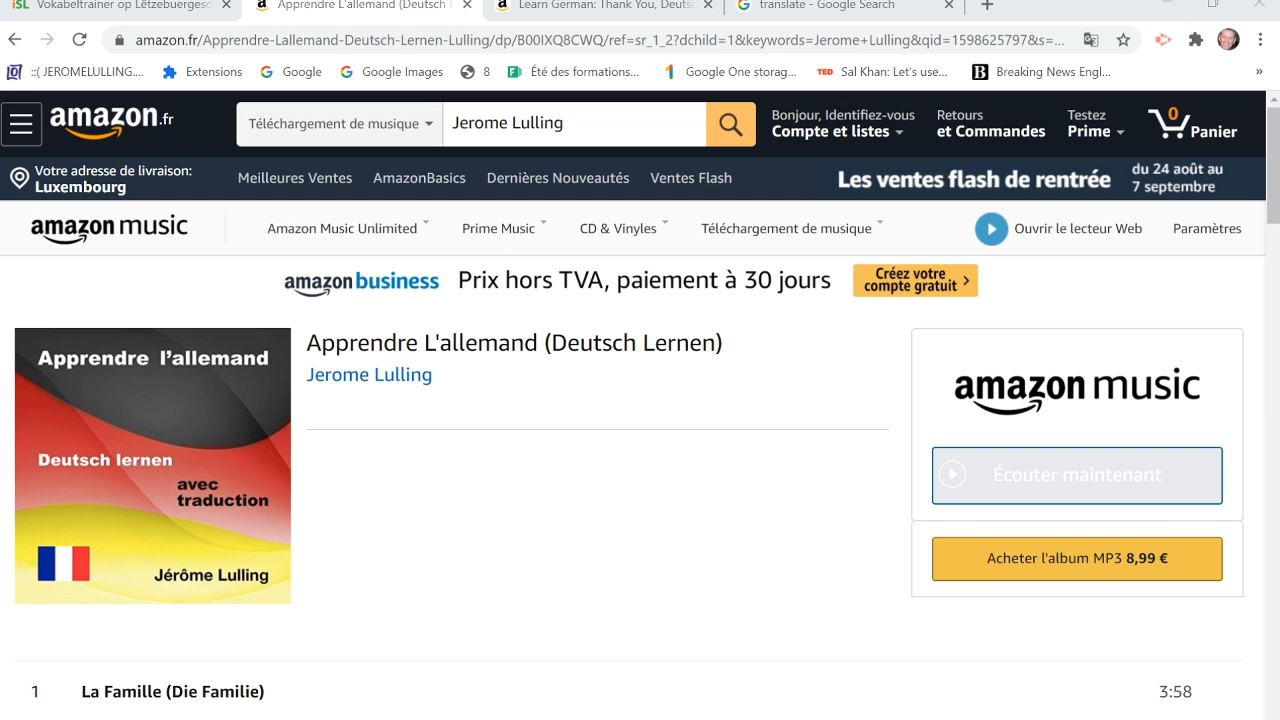 iSL Vokabeltrainer op Lëtzebuergesc
Apprendre L'allemand (Deutsch L
Learn German: Thank You, Deutsc
translate - Google Search
amazon.fr/Apprendre-Lallemand-Deutsch-Lernen-Lulling/dp/B00IXQ8CWQ/ref=sr_1_2?dchild=1&keywords=Jerome+Lulling&qid=1598625797&s=...
::( JEROMELULLING....
Extensions
Google
Google Images
8
Été des formations...
Google One storag...
TED Sal Khan: Let's use...
B Breaking News Engl...
»
amazon.fr
Téléchargement de musique
Jerome Lulling
Bonjour, Identifiez-vous
Compte et listes
Retours
et Commandes
Testez
Prime
0
Panier
Votre adresse de livraison:
Luxembourg
Meilleures Ventes
AmazonBasics
Dernières Nouveautés
Ventes Flash
Les ventes flash de rentrée
du 24 août au
7 septembre
amazon music
Amazon Music Unlimited
Prime Music
CD & Vinyles
Téléchargement de musique
Ouvrir le lecteur Web
Paramètres
amazon business
Prix hors TVA, paiement à 30 jours
Créez votre
compte gratuit
Apprendre l'allemand
Deutsch lernen
avec
traduction
Jérôme Lulling
Apprendre L'allemand (Deutsch Lernen)
Jerome Lulling
amazon music
Écouter maintenant
Acheter l'album MP3 8,99 €
1 La Famille (Die Familie) 3:58